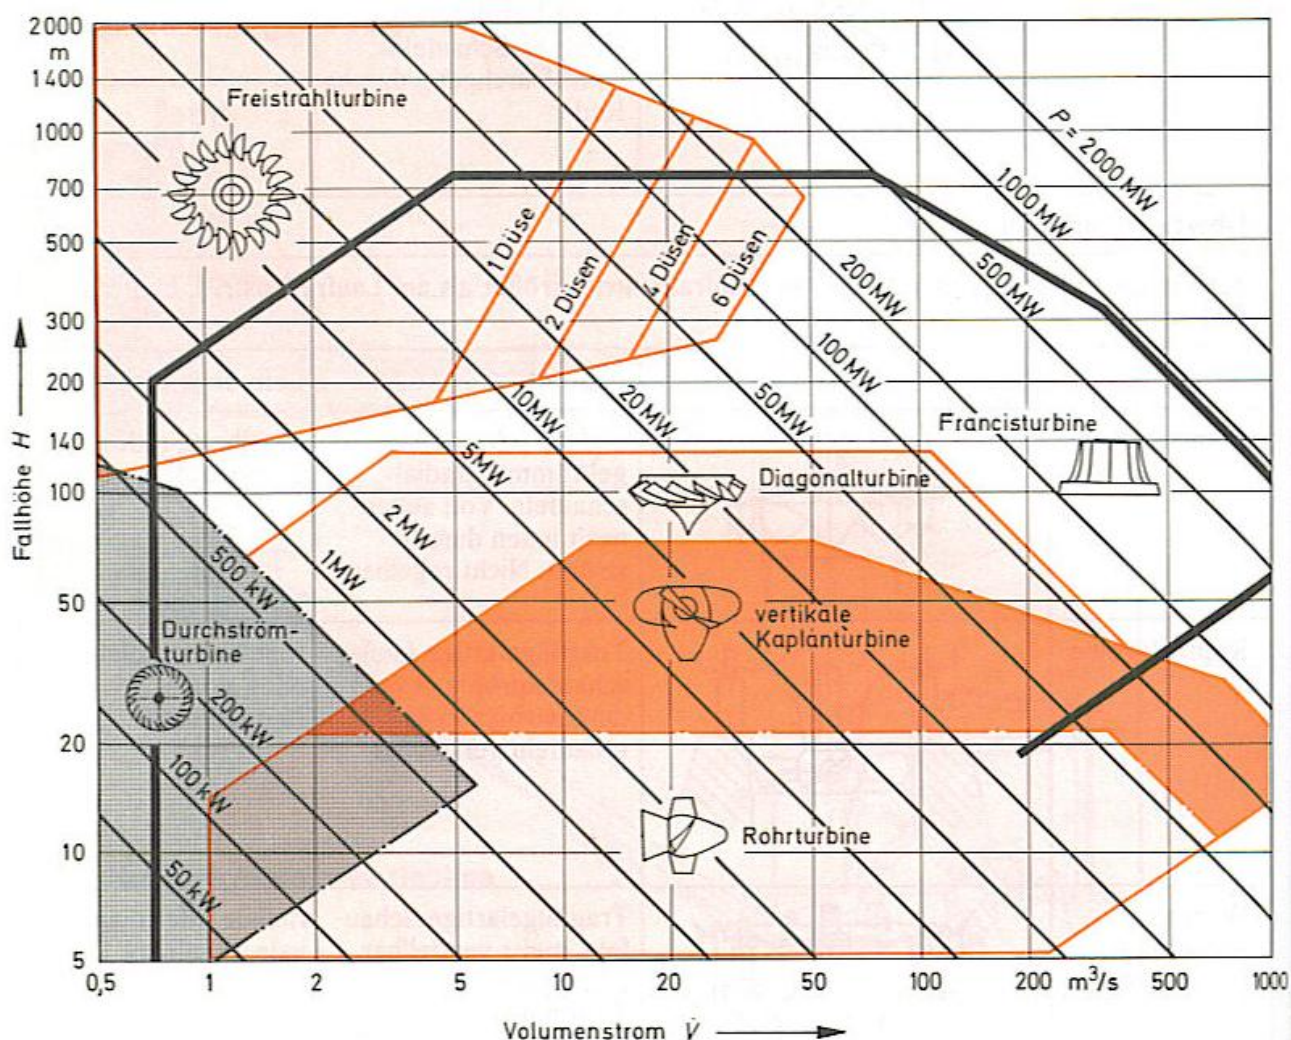 2000
m
1400
1000
700
500
300
200
140
100
50
20
10
5
Fallhöhe H
Freistrahlturbine
1 Düse
2 Düsen
4 Düsen
6 Düsen
P = 2000 MW
1000 MW
500 MW
200 MW
100 MW
50 MW
20 MW
10 MW
5 MW
2 MW
1 MW
500 kW
200 kW
100 kW
50 kW
Francisturbine
Diagonalturbine
vertikale
Kaplanturbine
Durchström-
turbine
Rohrturbine
0,5
1
2
5
10
20
50
100
200
m³/s
500
1000
Volumenstrom V̇